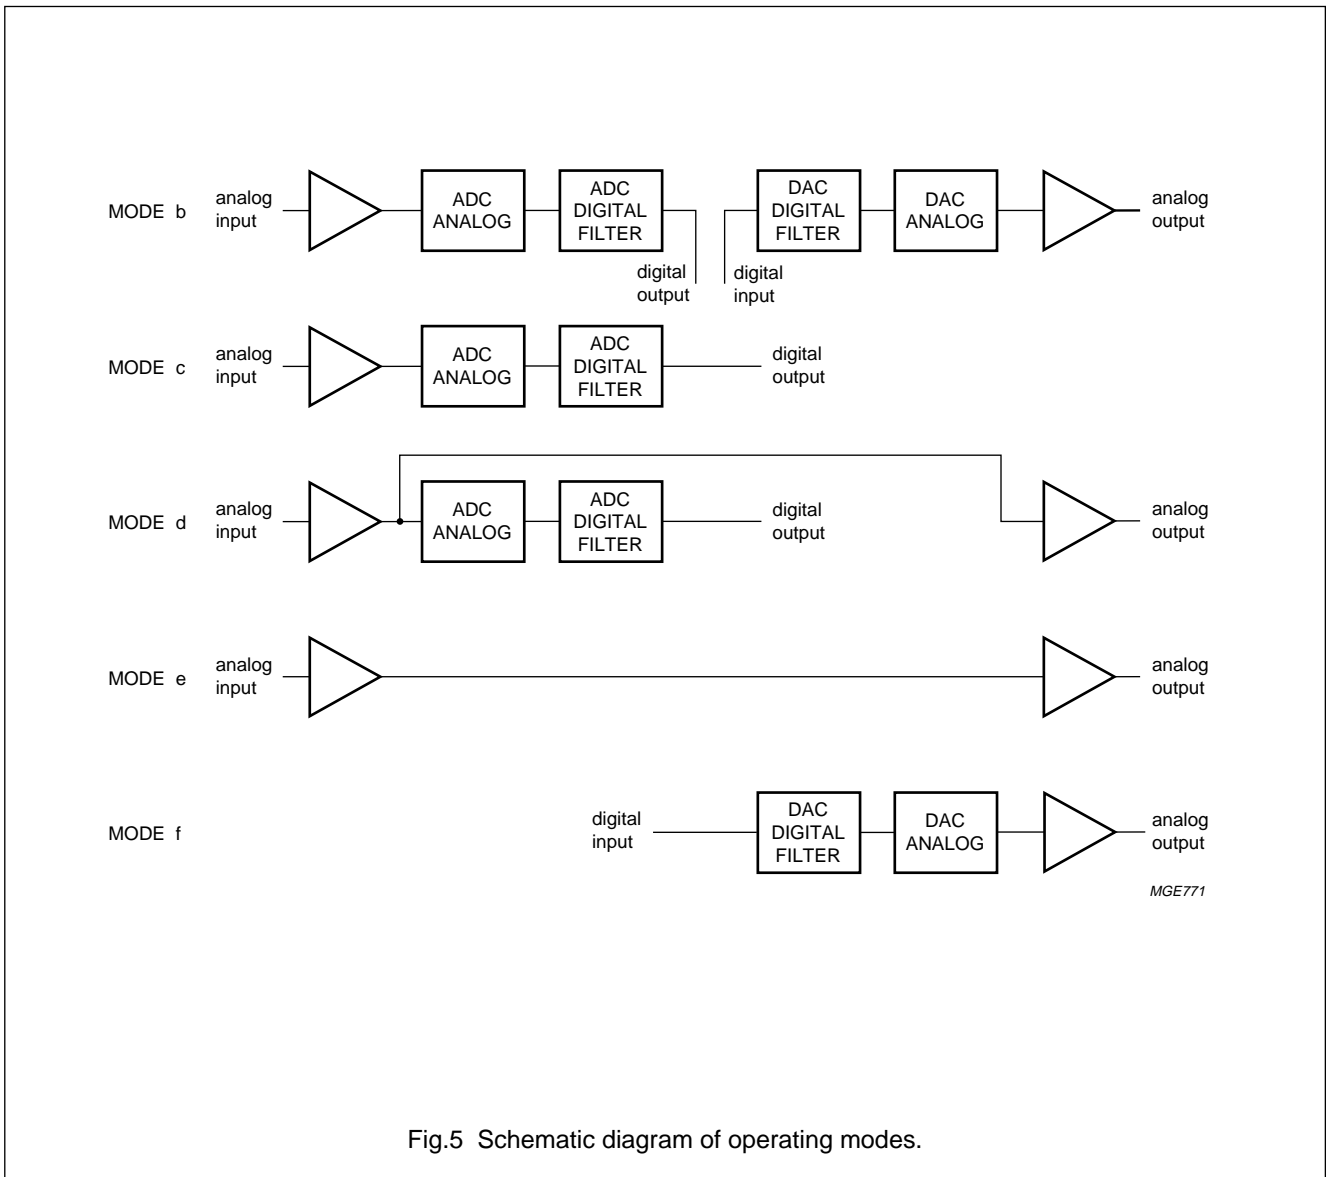 MODE b
analog
input
ADC
ANALOG
ADC
DIGITAL
FILTER
digital
output
digital
input
DAC
DIGITAL
FILTER
DAC
ANALOG
analog
output
MODE c
analog
input
ADC
ANALOG
ADC
DIGITAL
FILTER
digital
output
MODE d
analog
input
ADC
ANALOG
ADC
DIGITAL
FILTER
digital
output
analog
output
MODE e
analog
input
analog
output
MODE f
digital
input
DAC
DIGITAL
FILTER
DAC
ANALOG
analog
output
MGE771
Fig.5 Schematic diagram of operating modes.